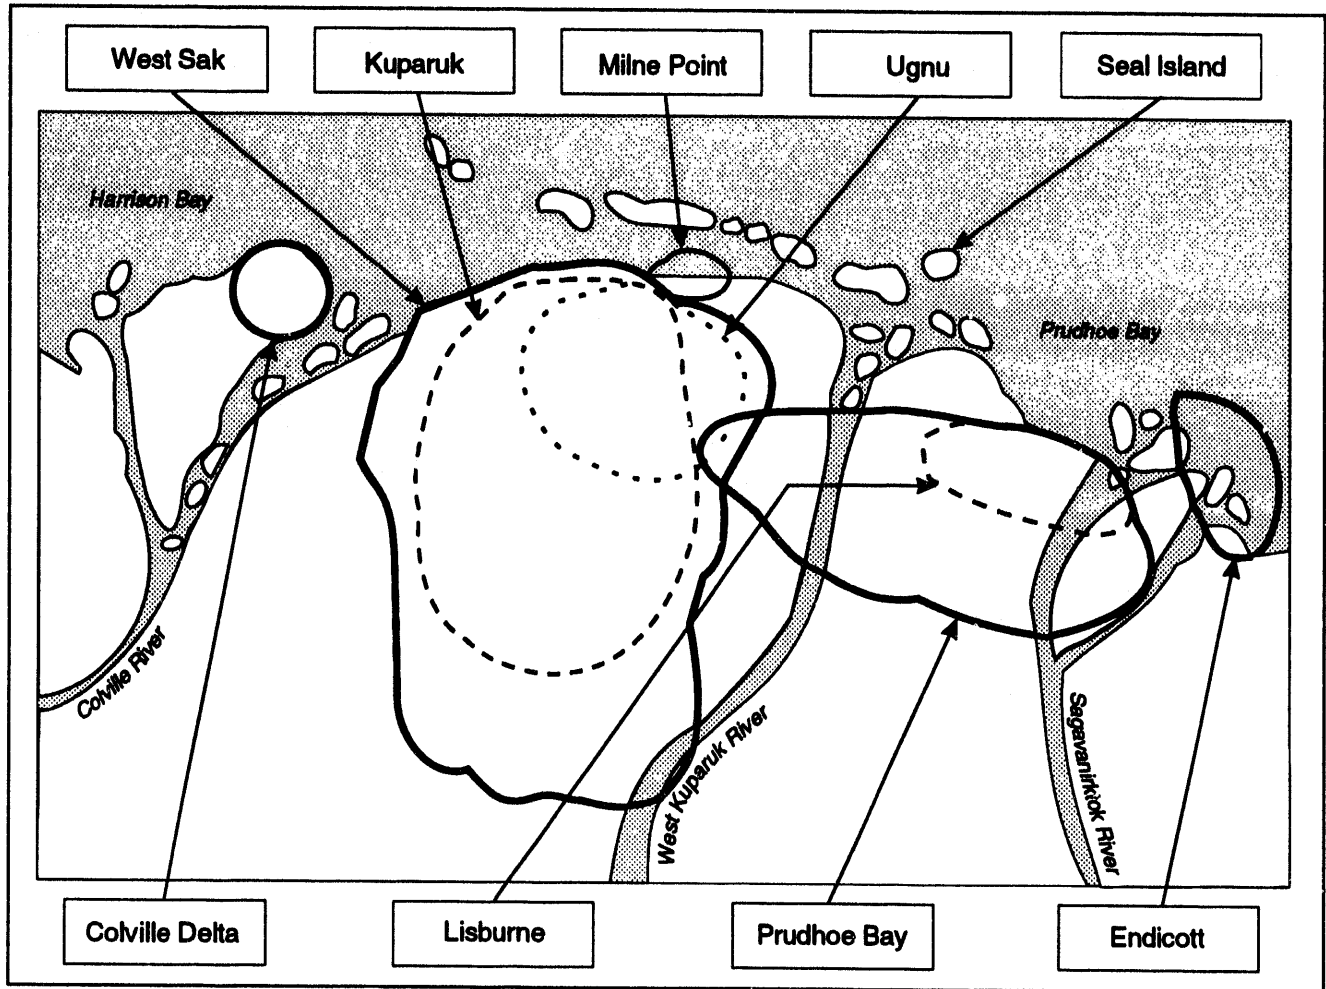 West Sak
Kuparuk
Milne Point
Ugnu
Seal Island
Harrison Bay
Prudhoe Bay
Colville River
West Kuparuk River
Sagavanirktok River
Colville Delta
Lisburne
Prudhoe Bay
Endicott